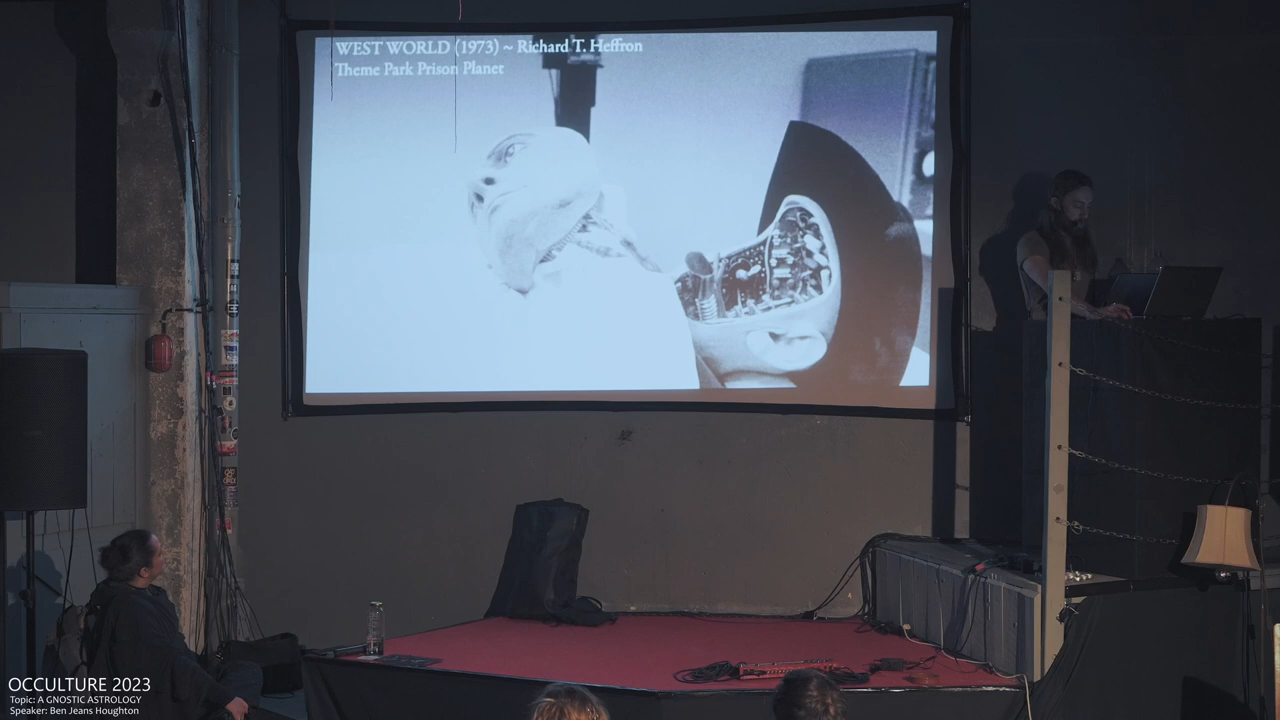 WEST WORLD (1973) ~ Richard T. Heffron
Theme Park Prison Planet
OCCULTURE 2023
Topic: A GNOSTIC ASTROLOGY
Speaker: Ben Jeans Houghton